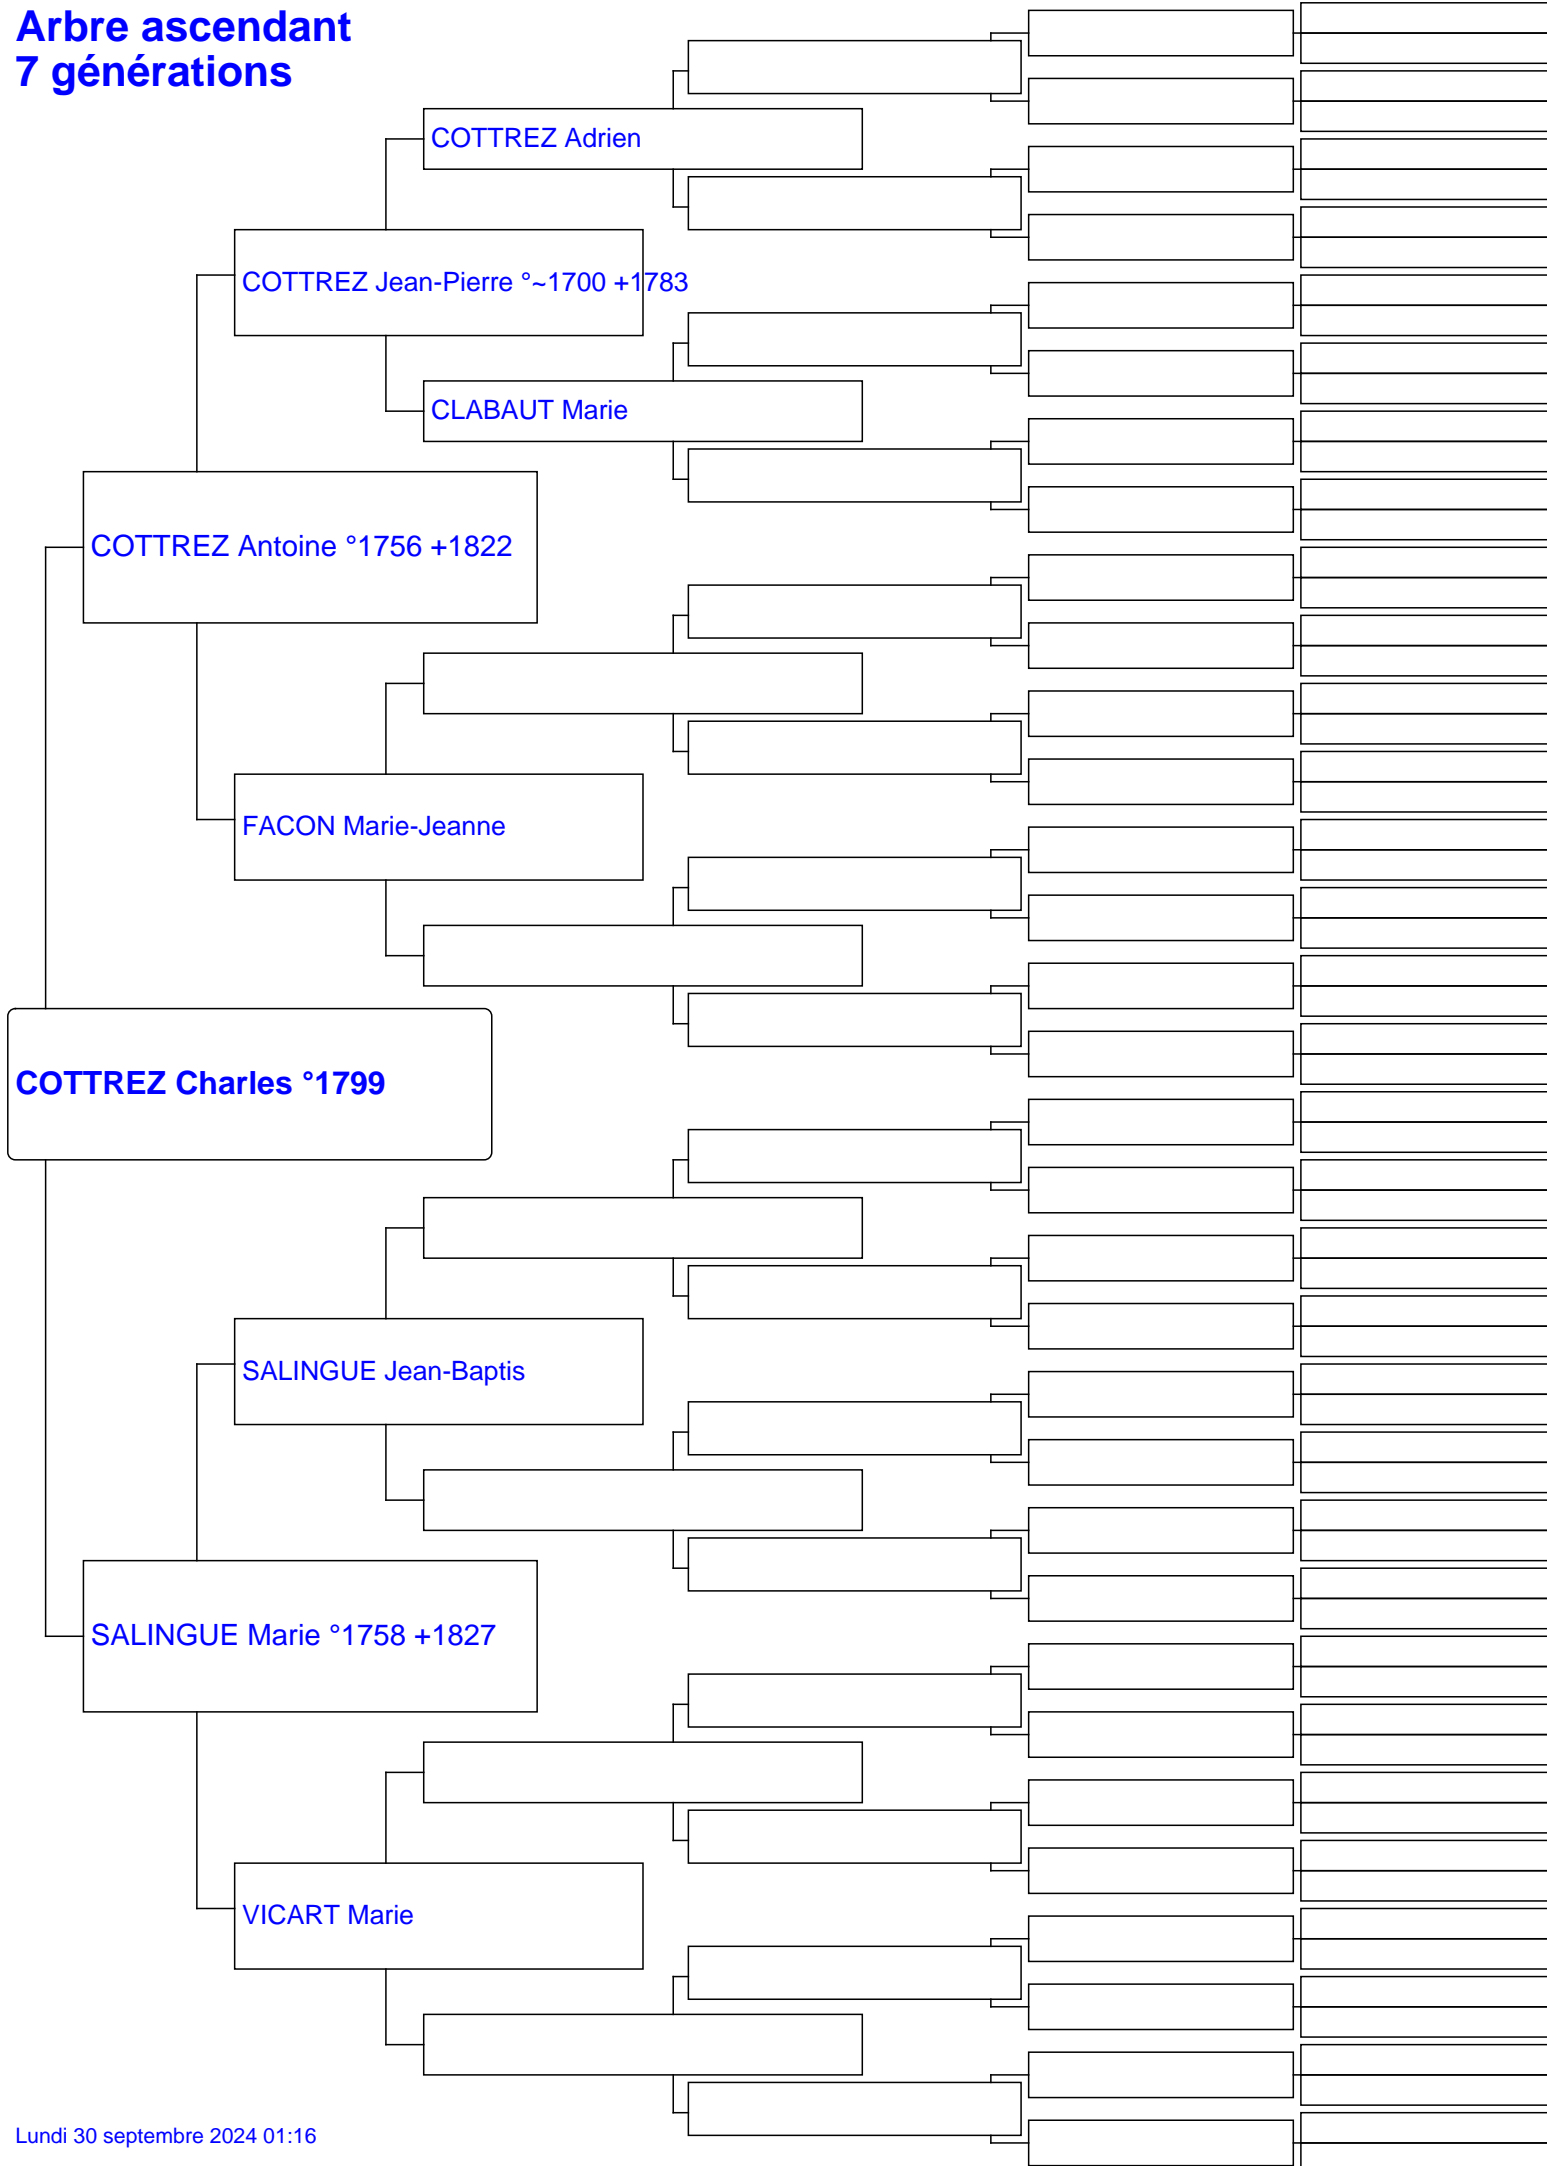 Arbre ascendant
7 générations
COTTREZ Adrien
COTTREZ Jean-Pierre °~1700 +1783
CLABAUT Marie
COTTREZ Antoine °1756 +1822
FACON Marie-Jeanne
COTTREZ Charles °1799
SALINGUE Jean-Baptis
SALINGUE Marie °1758 +1827
VICART Marie
Lundi 30 septembre 2024 01:16